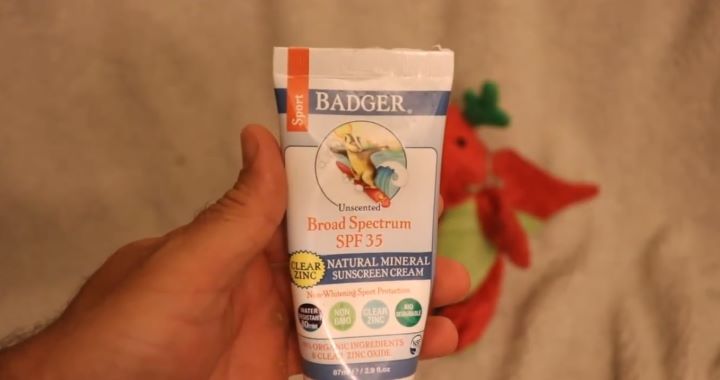 Sport
BADGER®
Unscented
Broad Spectrum
SPF 35
CLEAR
ZINC
NATURAL MINERAL
SUNSCREEN CREAM
Non-Whitening Sport Protection
WATER
RESISTANT
NON
GMO
CLEAR
ZINC
BIO
DEGRADABLE
ORGANIC INGREDIENTS
& CLEAR ZINC OXIDE
87ml / 2.9 fl.oz